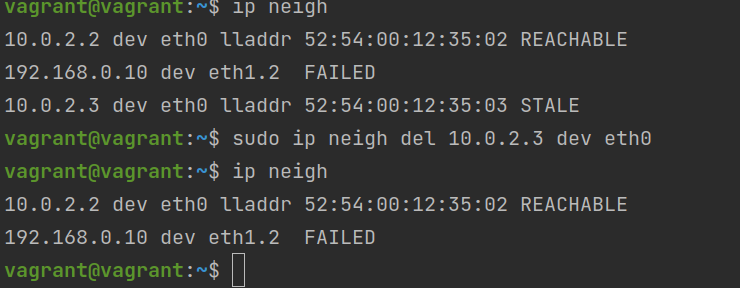 vagrant@vagrant:~$ ip neigh
10.0.2.2 dev eth0 lladdr 52:54:00:12:35:02 REACHABLE
192.168.0.10 dev eth1.2  FAILED
10.0.2.3 dev eth0 lladdr 52:54:00:12:35:03 STALE
vagrant@vagrant:~$ sudo ip neigh del 10.0.2.3 dev eth0
vagrant@vagrant:~$ ip neigh
10.0.2.2 dev eth0 lladdr 52:54:00:12:35:02 REACHABLE
192.168.0.10 dev eth1.2  FAILED
vagrant@vagrant:~$